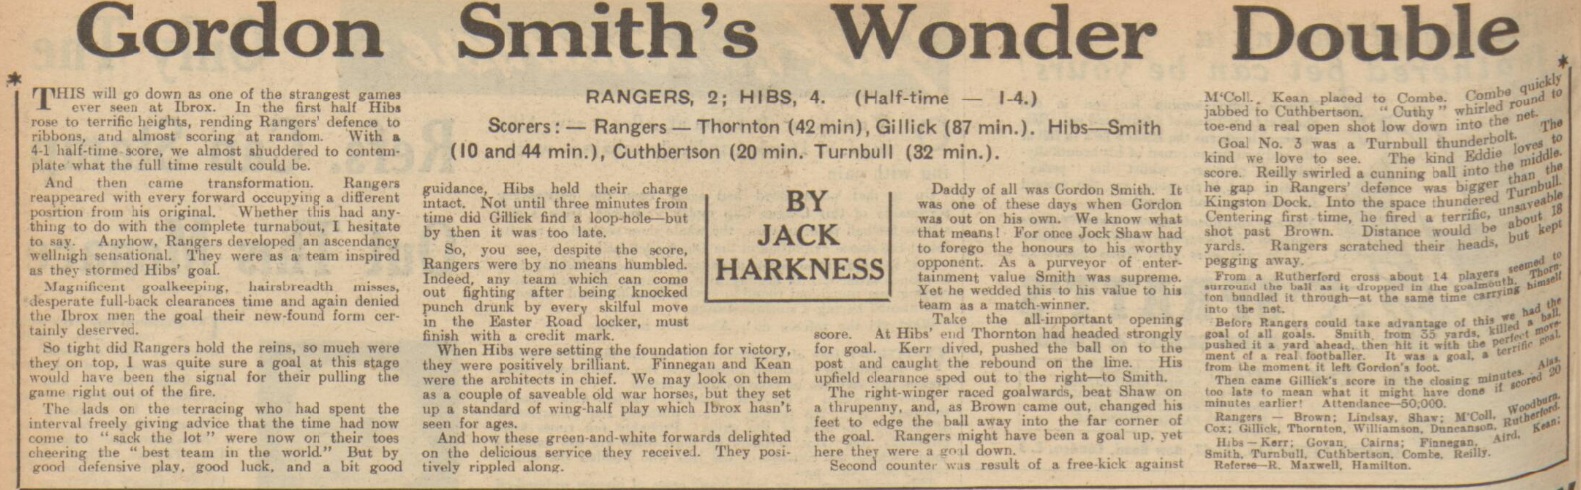 Gordon Smith's Wonder Double
THIS will go down as one of the strangest games
ever seen at Ibrox. In the first half Hibs
rose to terrific heights, rending Rangers' defence to
ribbons, and almost scoring at random. With a
4-1 half-time score, we almost shuddered to contem-
plate what the full time result could be.
And then came transformation. Rangers
reappeared with every forward occupying a different
position from his original. Whether this had any-
thing to do with the complete turnabout, I hesitate
to say. Anyhow, Rangers developed an ascendancy
wellnigh sensational. They were as a team inspired
as they stormed Hibs' goal.
Magnificent goalkeeping, hairsbreadth misses,
desperate full-back clearances time and again denied
the Ibrox men the goal their new-found form cer-
tainly deserved.
So tight did Rangers hold the reins, so much were
they on top, I was quite sure a goal at this stage
would have been the signal for their pulling the
game right out of the fire.
The lads on the terracing who had spent the
interval freely giving advice that the time had now
come to "sack the lot" were now on their toes
cheering the "best team in the world." But by
good defensive play, good luck, and a bit good
RANGERS, 2; HIBS, 4. (Half-time — 1-4.)
Scorers: — Rangers — Thornton (42 min), Gillick (87 min.). Hibs—Smith
(10 and 44 min.), Cuthbertson (20 min. Turnbull (32 min.).
guidance, Hibs held their charge
intact. Not until three minutes from
time did Gillick find a loop-hole—but
by then it was too late.
So, you see, despite the score,
Rangers were by no means humbled.
Indeed, any team which can come
out fighting after being knocked
punch drunk by every skilful move
in the Easter Road locker, must
finish with a credit mark.
When Hibs were setting the foundation for victory,
they were positively brilliant. Finnegan and Kean
were the architects in chief. We may look on them
as a couple of saveable old war horses, but they set
up a standard of wing-half play which Ibrox hasn't
seen for ages.
And how these green-and-white forwards delighted
on the delicious service they received. They posi-
tively rippled along.
BY
JACK
HARKNESS
Daddy of all was Gordon Smith. It
was one of these days when Gordon
was out on his own. We know what
that means! For once Jock Shaw had
to forego the honours to his worthy
opponent. As a purveyor of enter-
tainment value Smith was supreme.
Yet he wedded this to his value to his
team as a match-winner.
Take the all-important opening
score. At Hibs' end Thornton had headed strongly
for goal. Kerr dived, pushed the ball on to the
post and caught the rebound on the line. His
upfield clearance sped out to the right—to Smith.
The right-winger raced goalwards, beat Shaw on
a thrupenny, and, as Brown came out, changed his
feet to edge the ball away into the far corner of
the goal. Rangers might have been a goal up, yet
here they were a goal down.
Second counter was result of a free-kick against
M'Coll. Kean placed to Combe. Combe quickly
jabbed to Cuthbertson. "Cuthy" whirled round to
toe-end a real open shot low down into the net.
Goal No. 3 was a Turnbull thunderbolt. The
kind we love to see. The kind Eddie loves to
score. Reilly swirled a cunning ball into the middle.
he gap in Rangers' defence was bigger than the
Kingston Dock. Into the space thundered Turnbull.
Centering first time, he fired a terrific, unsaveable
shot past Brown. Distance would be about 18
yards. Rangers scratched their heads, but kept
pegging away.
From a Rutherford cross about 14 players seemed to
surround the ball as it dropped in the goalmouth. Thorn-
ton bundled it through—at the same time carrying himself
into the net.
Before Rangers could take advantage of this we had the
goal of all goals. Smith, from 35 yards, killed a ball,
pushed it a yard ahead, then hit it with the perfect move-
ment of a real footballer. It was a goal, a terrific goal,
from the moment it left Gordon's foot.
Then came Gillick's score in the closing minutes. Alas,
too late to mean what it might have done if scored 20
minutes earlier! Attendance—50,000.
Rangers — Brown; Lindsay, Shaw; M'Coll, Woodburn,
Cox; Gillick, Thornton, Williamson, Duncanson, Rutherford.
Hibs — Kerr; Govan, Cairns; Finnegan, Aird, Kean;
Smith, Turnbull, Cuthbertson, Combe, Reilly.
Referee—R. Maxwell, Hamilton.